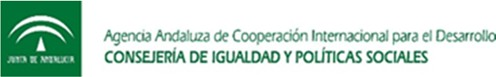 JUNTA DE ANDALUCIA
Agencia Andaluza de Cooperación Internacional para el Desarrollo
CONSEJERÍA DE IGUALDAD Y POLÍTICAS SOCIALES